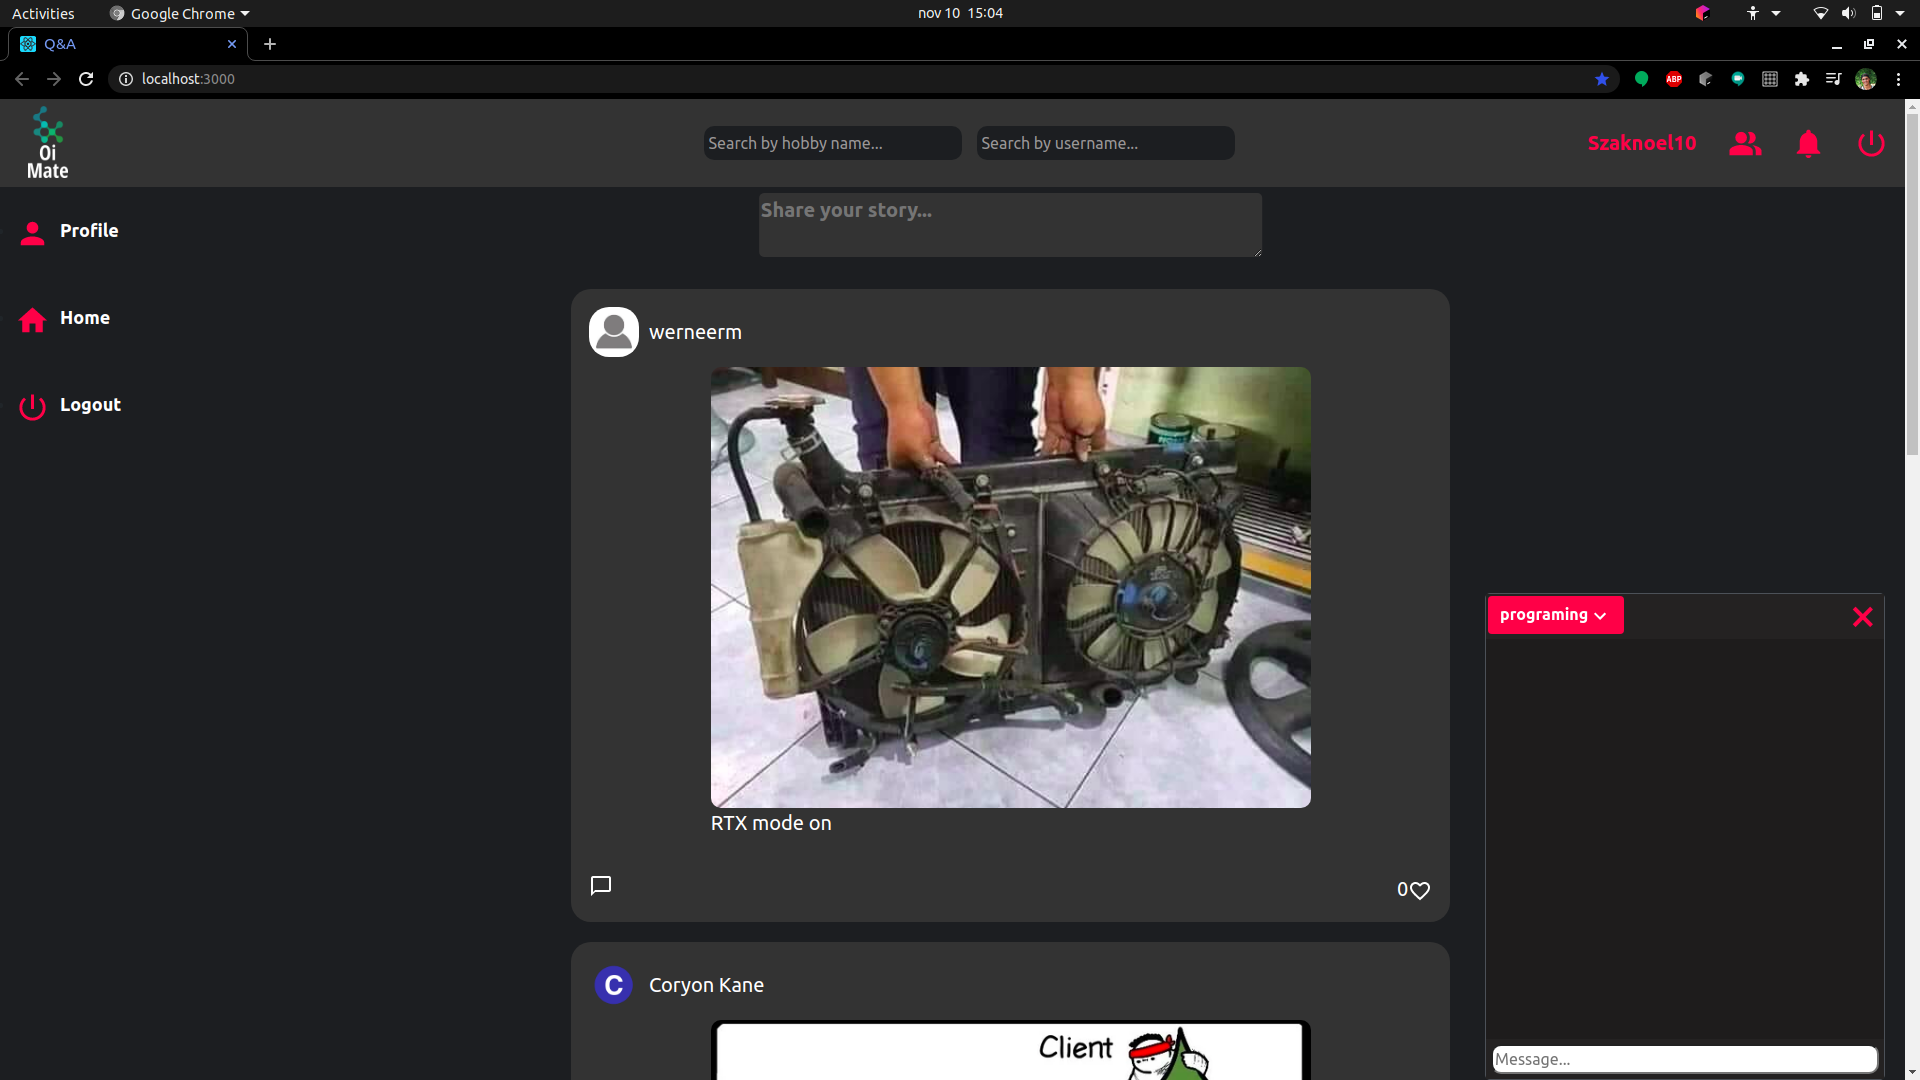 Activities
Google Chrome
nov 10 15:04
Q&A
localhost:3000
ABP
Oi
Mate
Search by hobby name...
Search by username...
Szaknoel10
Share your story...
Profile
Home
Logout
werneerm
RTX mode on
0
C
Coryon Kane
Client
programing
Message...